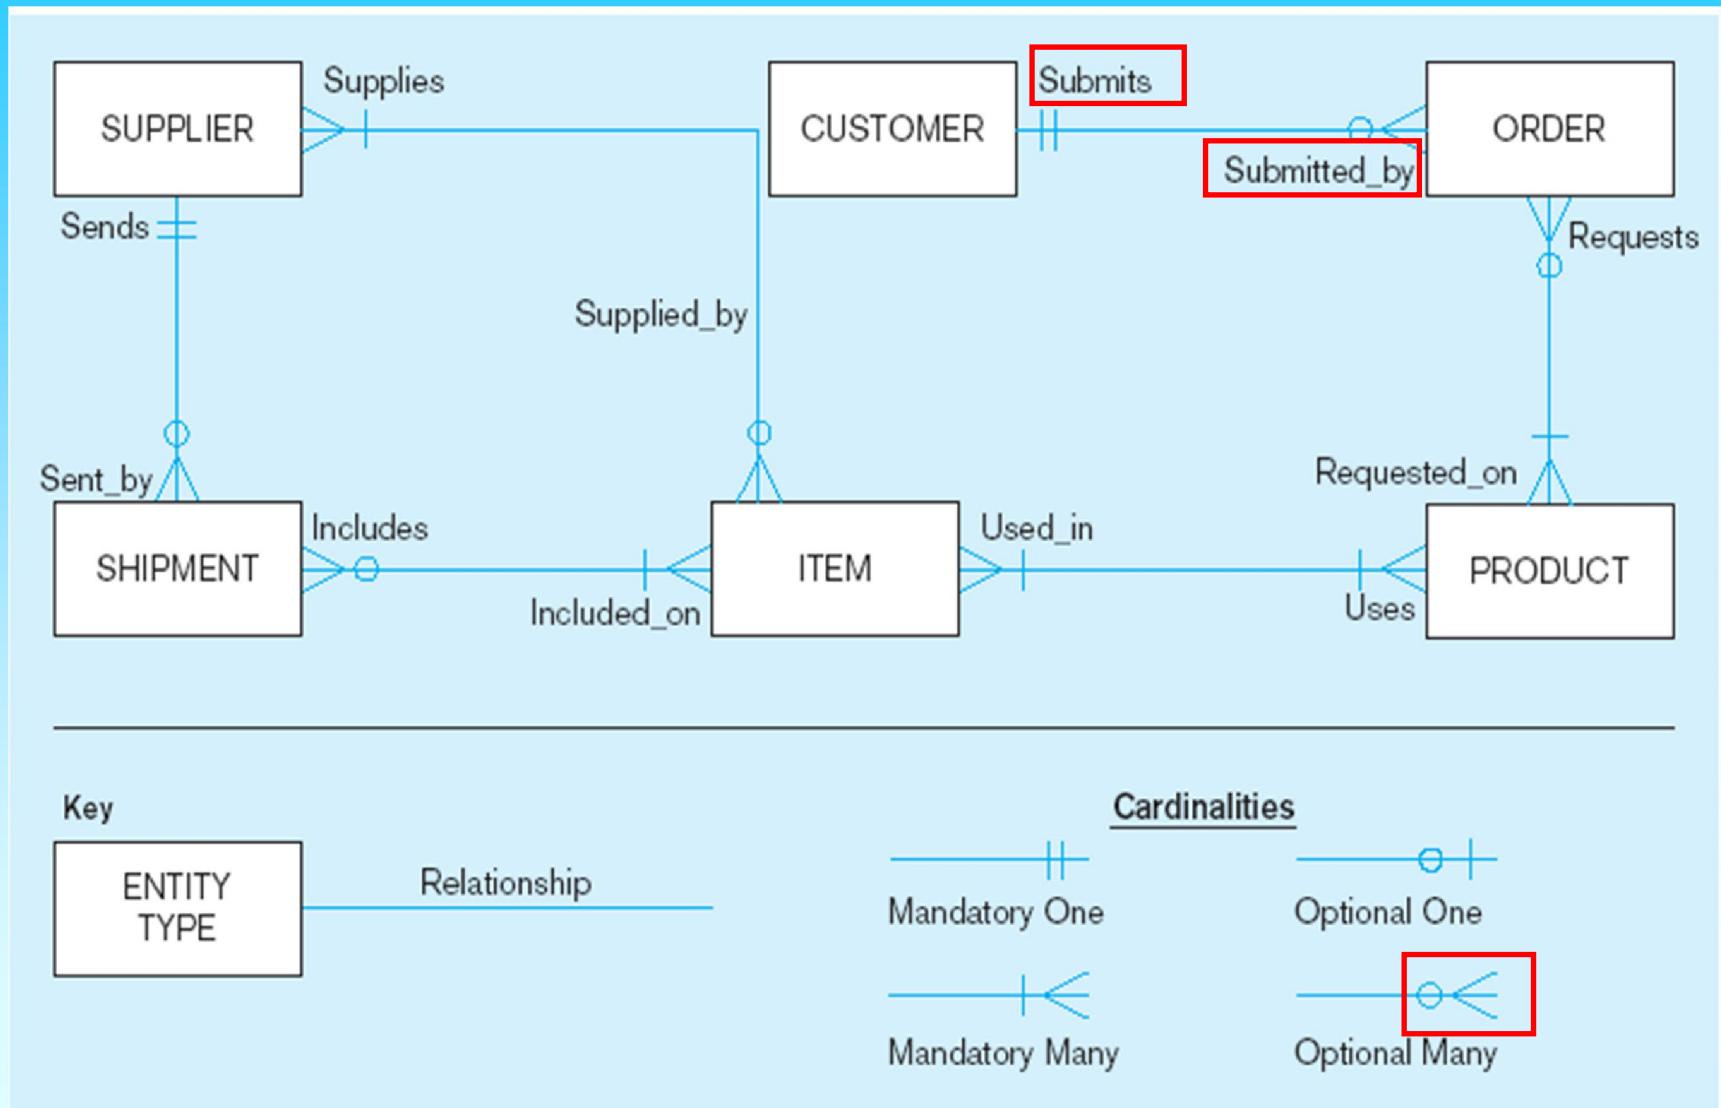 Supplies
Submits
SUPPLIER
CUSTOMER
ORDER
Submitted_by
Sends
Requests
Supplied_by
Sent_by
Requested_on
Includes
Used_in
SHIPMENT
ITEM
PRODUCT
Included_on
Uses
Key
Cardinalities
ENTITY
TYPE
Relationship
Mandatory One
Optional One
Mandatory Many
Optional Many